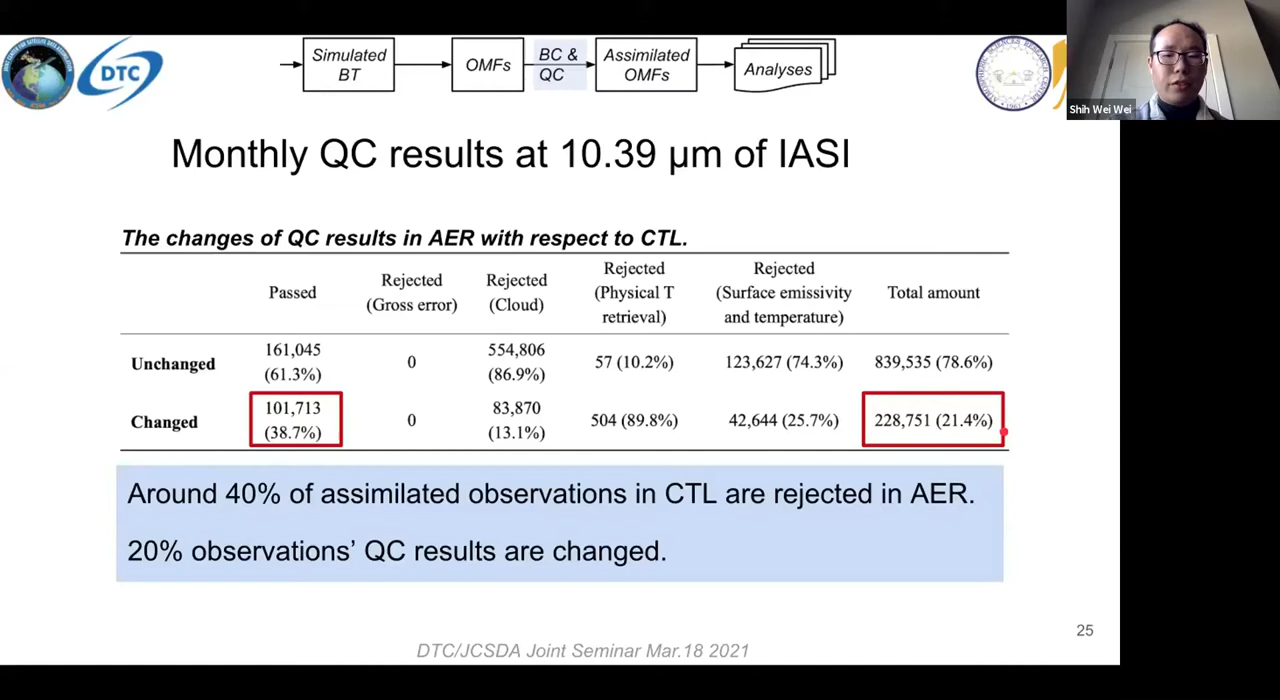 Simulated
BT
OMFs
BC &
QC
Assimilated
OMFs
Analyses
DTC
Shih Wei Wei
Monthly QC results at 10.39 μm of IASI
The changes of QC results in AER with respect to CTL.
Passed
Rejected
(Gross error)
Rejected
(Cloud)
Rejected
(Physical T
retrieval)
Rejected
(Surface emissivity
and temperature)
Total amount
Unchanged
161,045
(61.3%)
0
554,806
(86.9%)
57 (10.2%)
123,627 (74.3%)
839,535 (78.6%)
Changed
101,713
(38.7%)
0
83,870
(13.1%)
504 (89.8%)
42,644 (25.7%)
228,751 (21.4%)
Around 40% of assimilated observations in CTL are rejected in AER.
20% observations’ QC results are changed.
25
DTC/JCSDA Joint Seminar Mar.18 2021